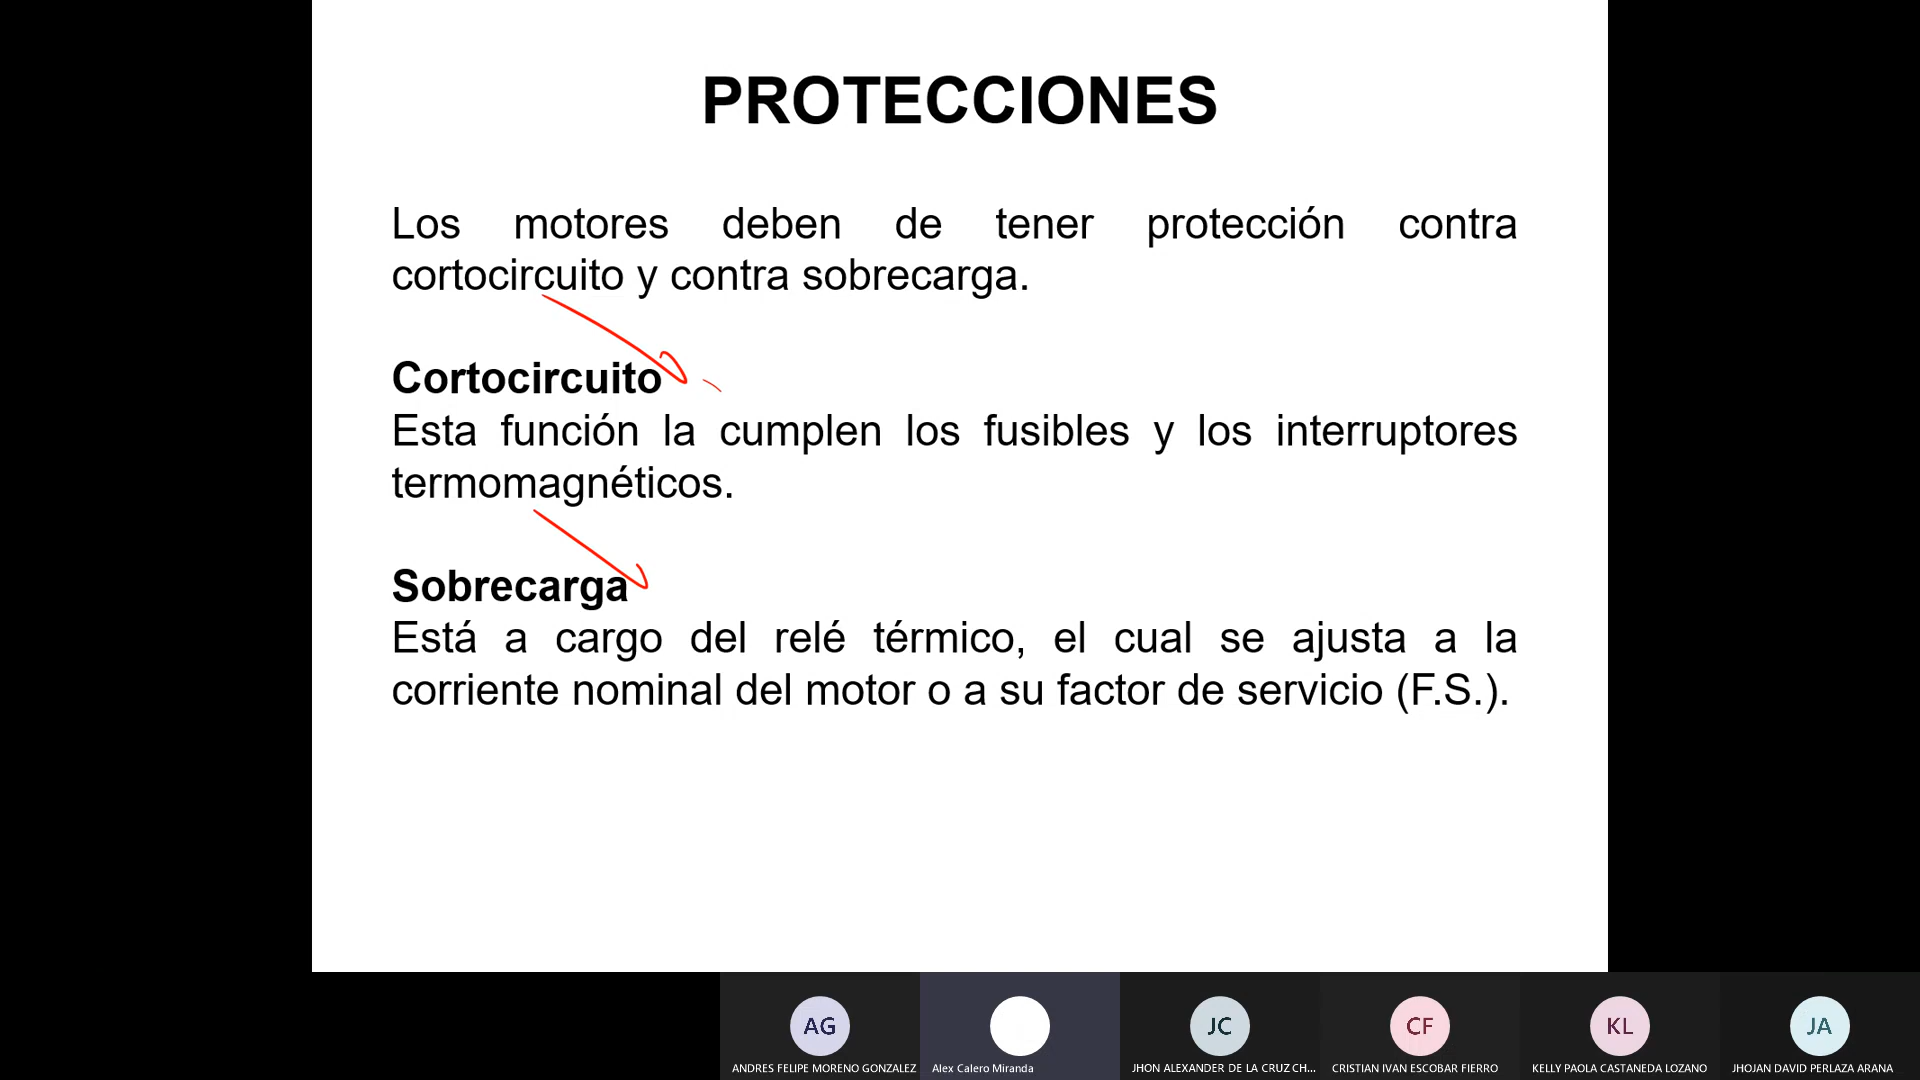 PROTECCIONES
Los motores deben de tener protección contra
cortocircuito y contra sobrecarga.
Cortocircuito
Esta función la cumplen los fusibles y los interruptores
termomagnéticos.
Sobrecarga
Está a cargo del relé térmico, el cual se ajusta a la
corriente nominal del motor o a su factor de servicio (F.S.).
AG JC CF KL JA
ANDRES FELIPE MORENO GONZALEZ Alex Calero Miranda JHON ALEXANDER DE LA CRUZ CH... CRISTIAN IVAN ESCOBAR FIERRO KELLY PAOLA CASTANEDA LOZANO JHOJAN DAVID PERLAZA ARANA